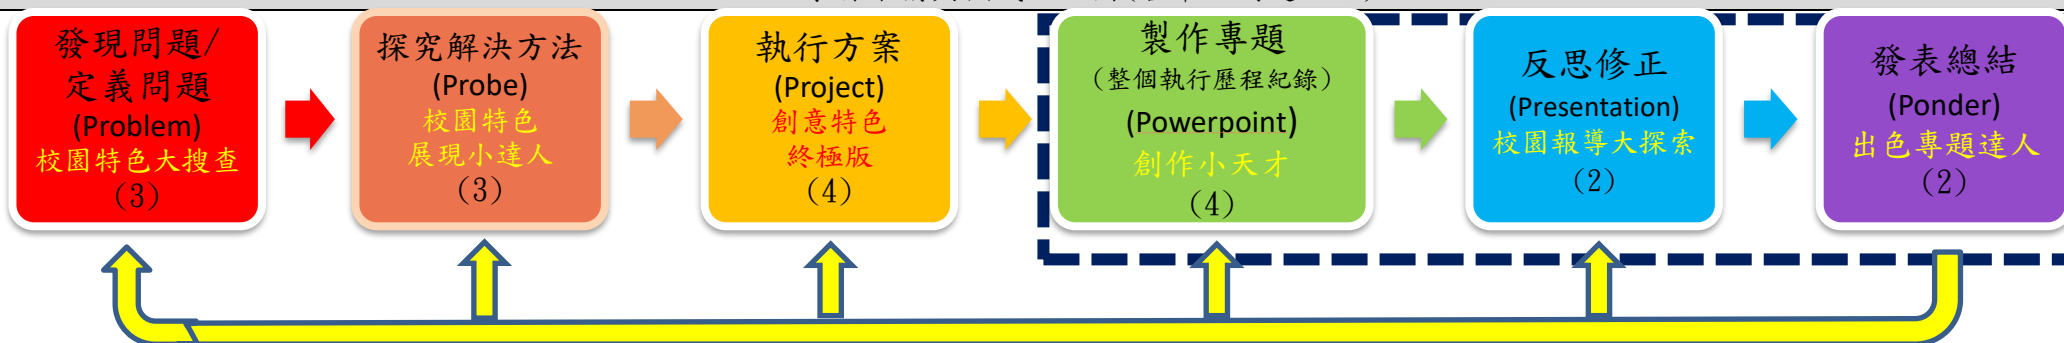 發現問題/
定義問題
(Problem)
校園特色大搜查
(3)
探究解決方法
(Probe)
校園特色
展現小達人
(3)
執行方案
(Project)
創意特色
終極版
(4)
製作專題
(整個執行歷程紀錄)
(Powerpoint)
創作小天才
(4)
反思修正
(Presentation)
校園報導大探索
(2)
發表總結
(Ponder)
出色專題達人
(2)